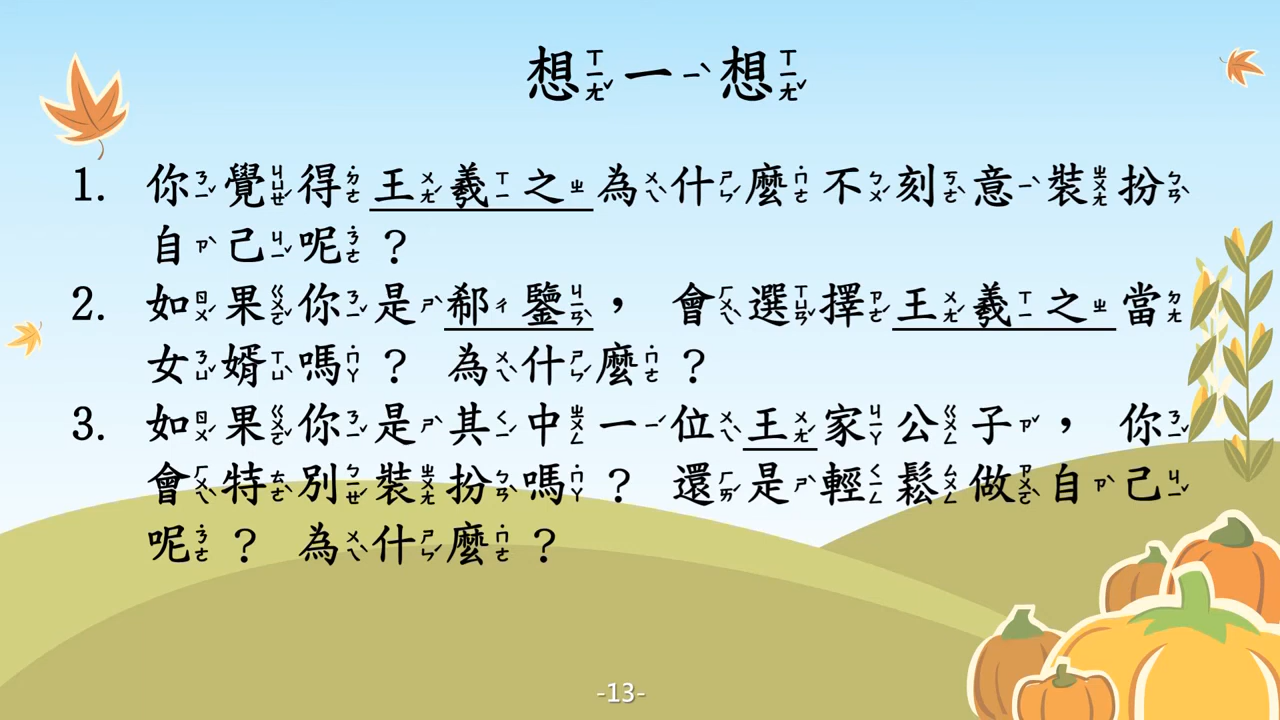 想一想
1. 你覺得王羲之為什麼不刻意裝扮
自己呢？
2. 如果你是郗鑒，會選擇王羲之當
女婿嗎？為什麼？
3. 如果你是其中一位王家公子，你
會特別裝扮嗎？還是輕鬆做自己
呢？為什麼？
-13-